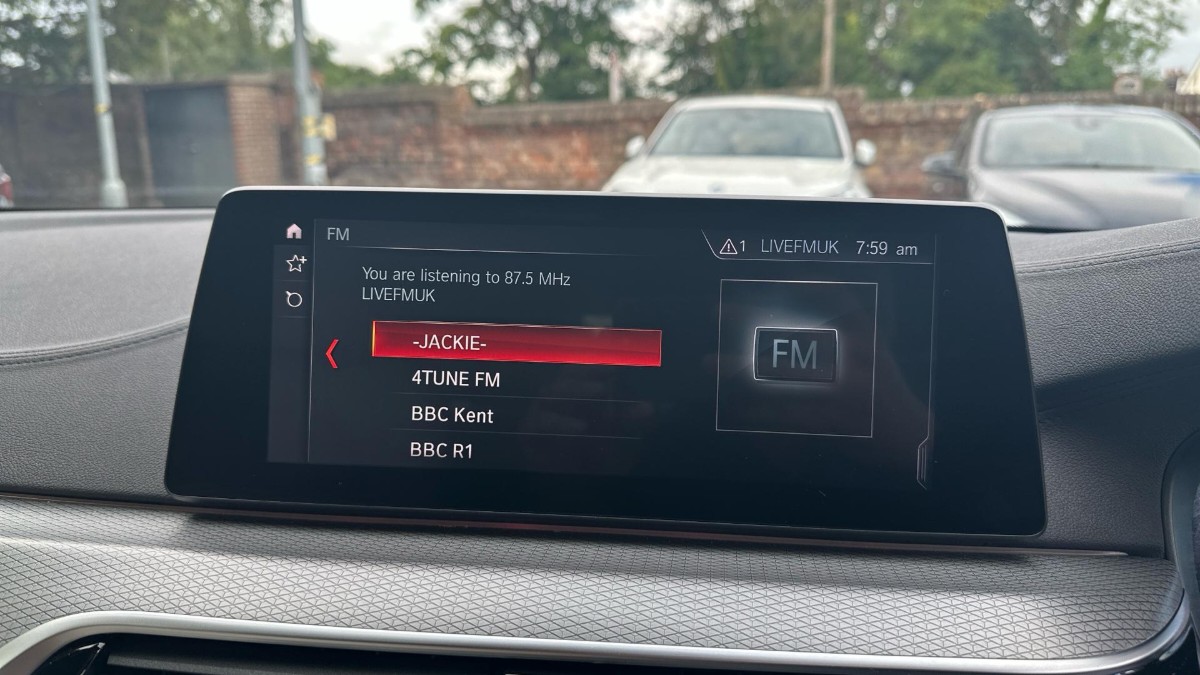 FM
1 LIVEFMUK 7:59 am
You are listening to 87.5 MHz
LIVEFMUK
-JACKIE-
4TUNE FM
BBC Kent
BBC R1
FM